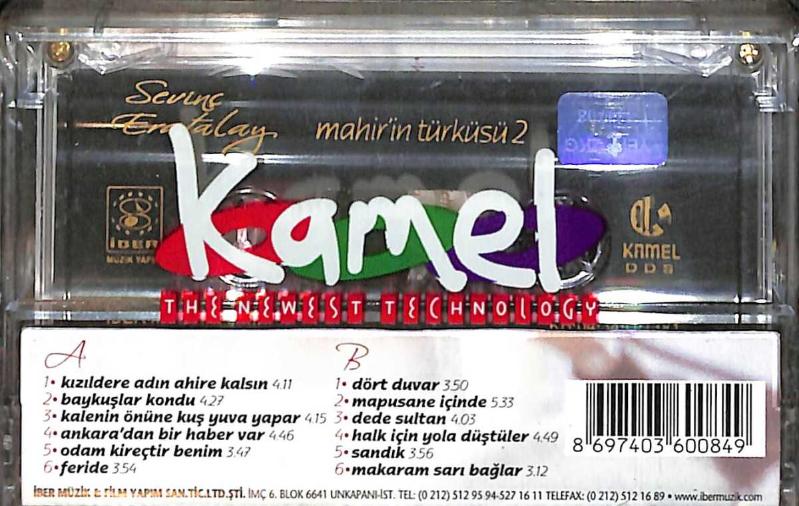 Sevinç
Eratalay
mahir'in türküsü 2
Kamel
THE NEWEST TECHNOLOGY
İBER
MÜZİK YAPI
KAMEL
DDS
A
1• kızıldere adın ahire kalsın 4.11
2• baykuşlar kondu 4.27
3• kalenin önüne kuş yuva yapar 4.15
4• ankara'dan bir haber var 4.46
5• odam kireçtir benim 3.47
6• feride 3.54
B
1• dört duvar 3.50
2• mapusane içinde 5.33
3• dede sultan 4.03
4• halk için yola düştüler 4.49
5• sandık 3.56
6• makaram sarı bağlar 3.12
8 697403 600849
İBER MÜZİK & FİLM YAPIM SAN.TİC.LTD.ŞTİ. İMÇ 6. BLOK 6641 UNKAPANI-İST. TEL: (0 212) 512 95 94-527 16 11 TELEFAX: (0 212) 512 16 89 • www.ibermuzik.com